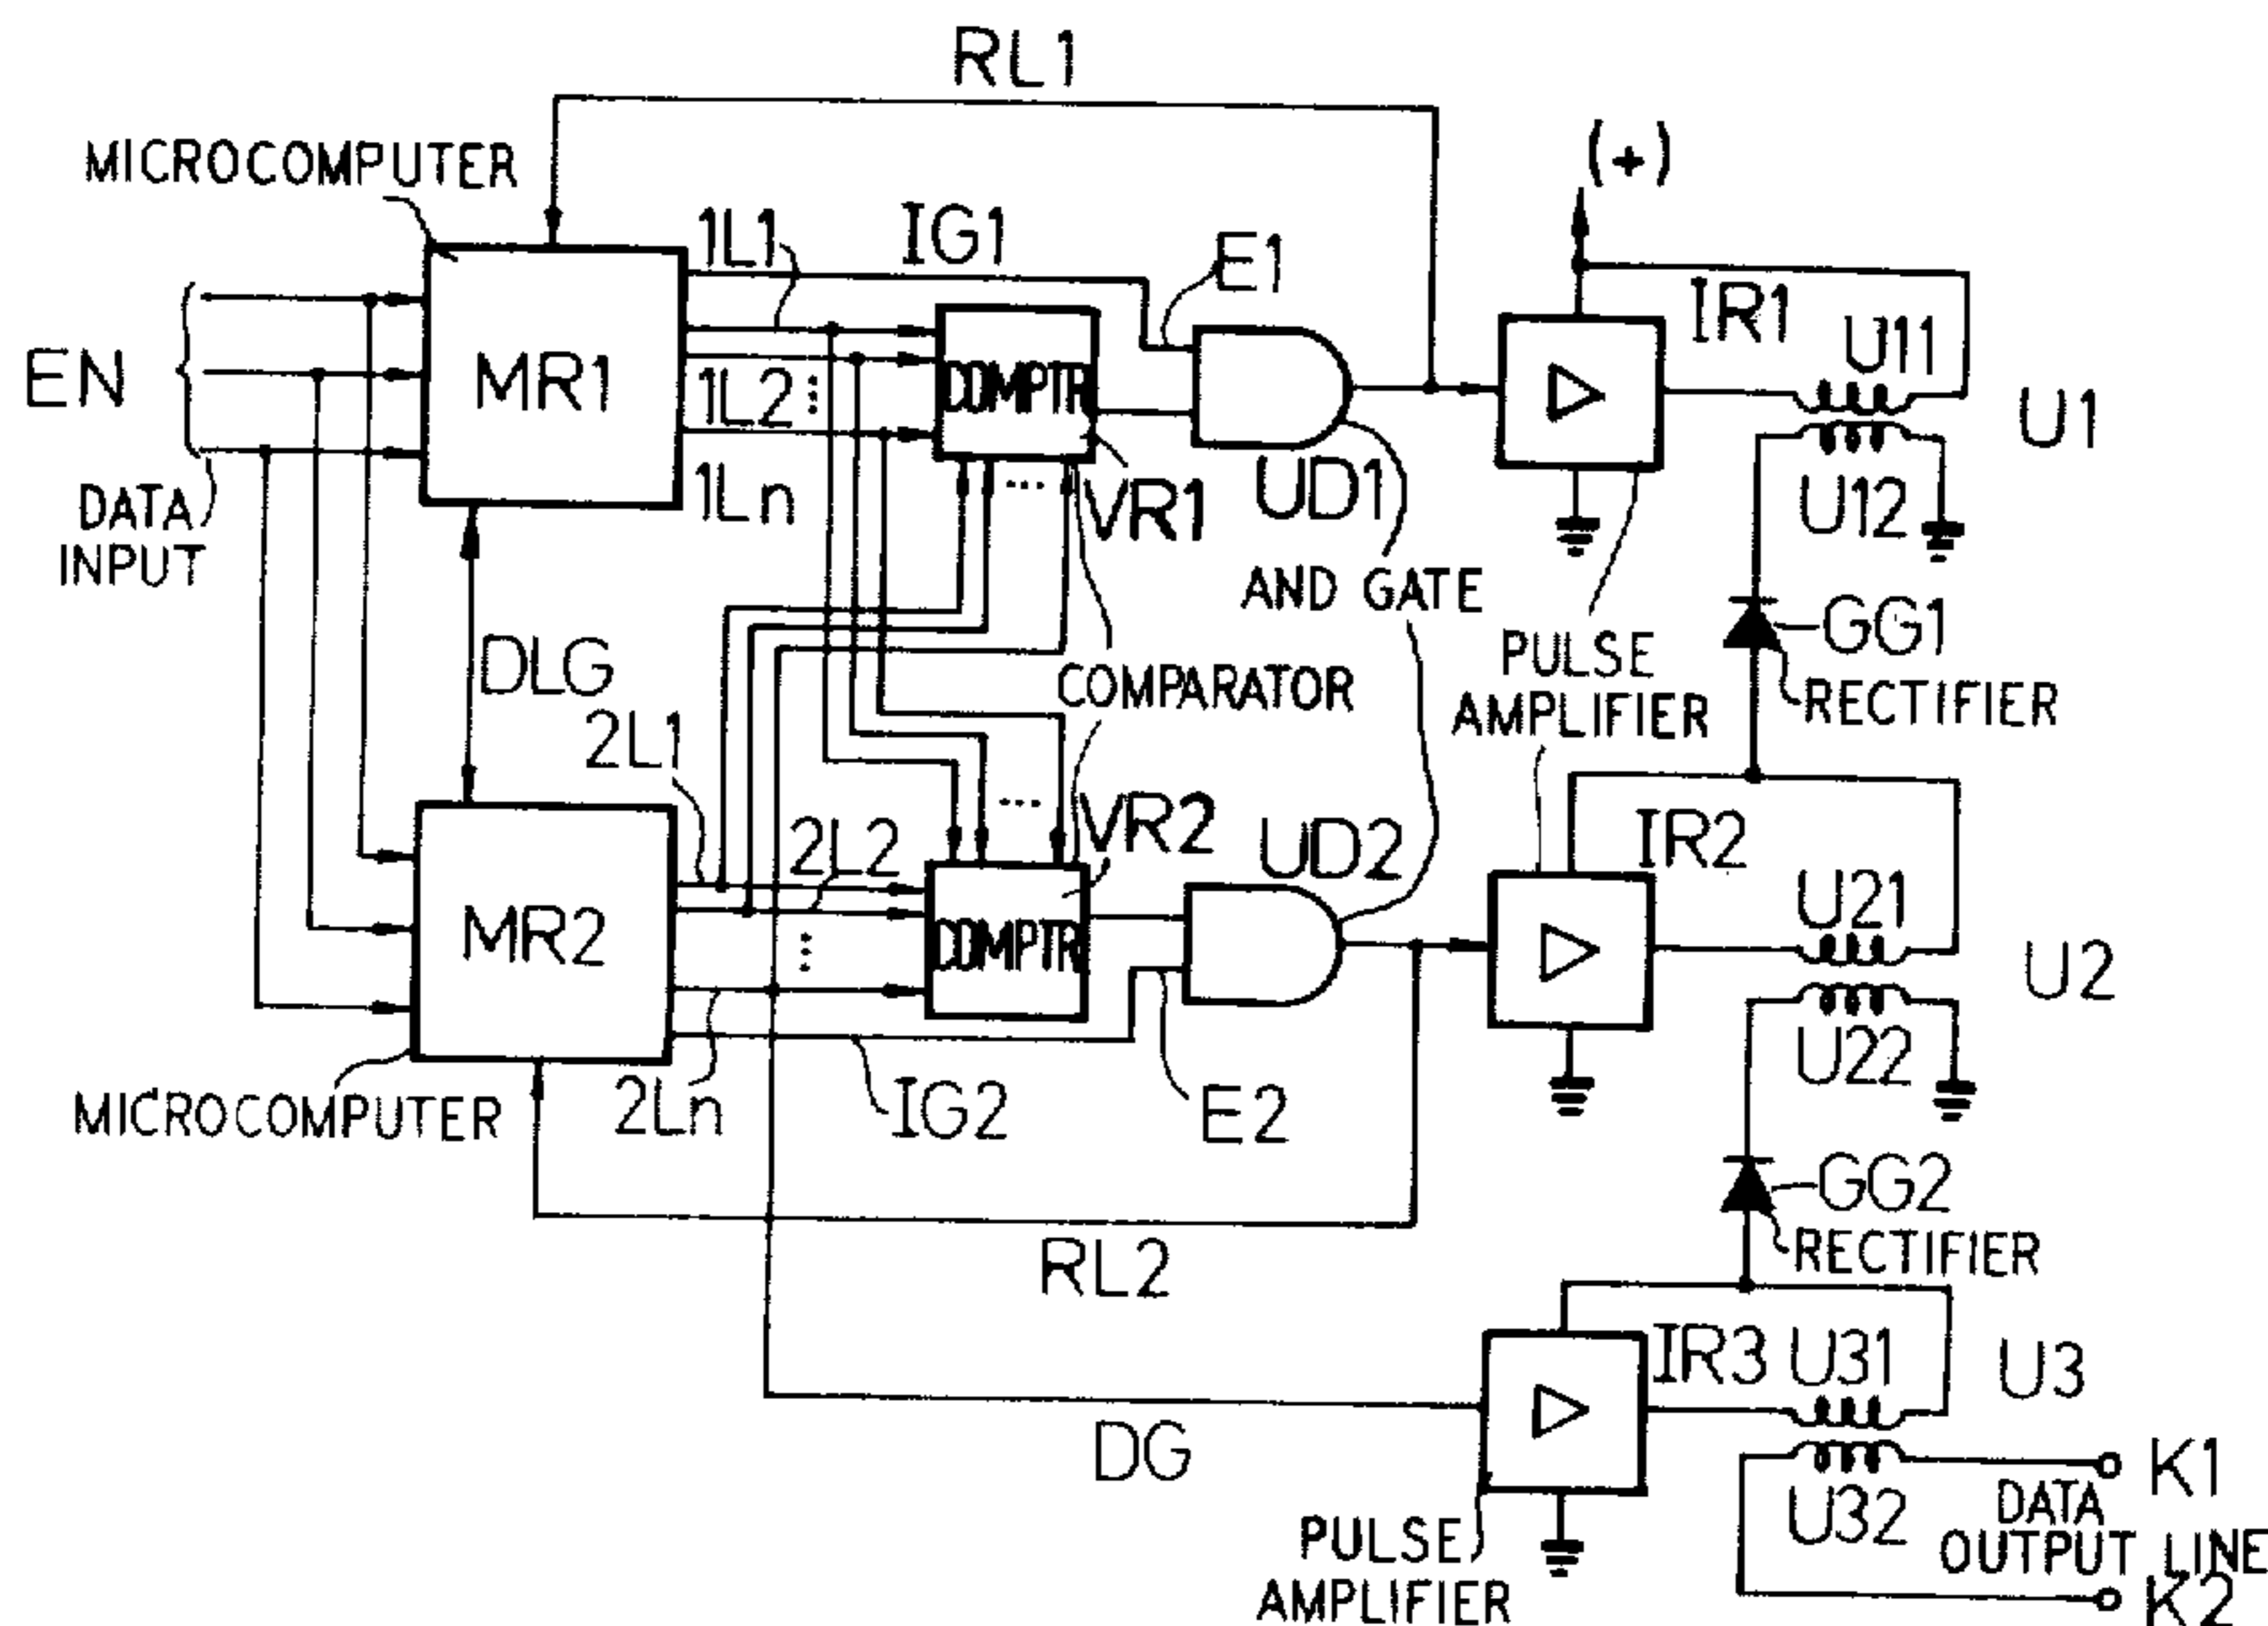 RL1
MICROCOMPUTER
(+)
1L1
IG1
E1
IR1
U11
EN
MR1
1L2
COMPTR
U1
DATA
INPUT
1Ln
VR1
UD1
U12
AND GATE
GG1
DLG
COMPARATOR
PULSE
AMPLIFIER
RECTIFIER
2L1
2L2
VR2
UD2
IR2
U21
MR2
COMPTR
U2
U22
MICROCOMPUTER
2Ln
IG2
E2
GG2
RECTIFIER
RL2
IR3
U31
U3
DG
K1
U32
DATA
OUTPUT LINE
PULSE
AMPLIFIER
K2